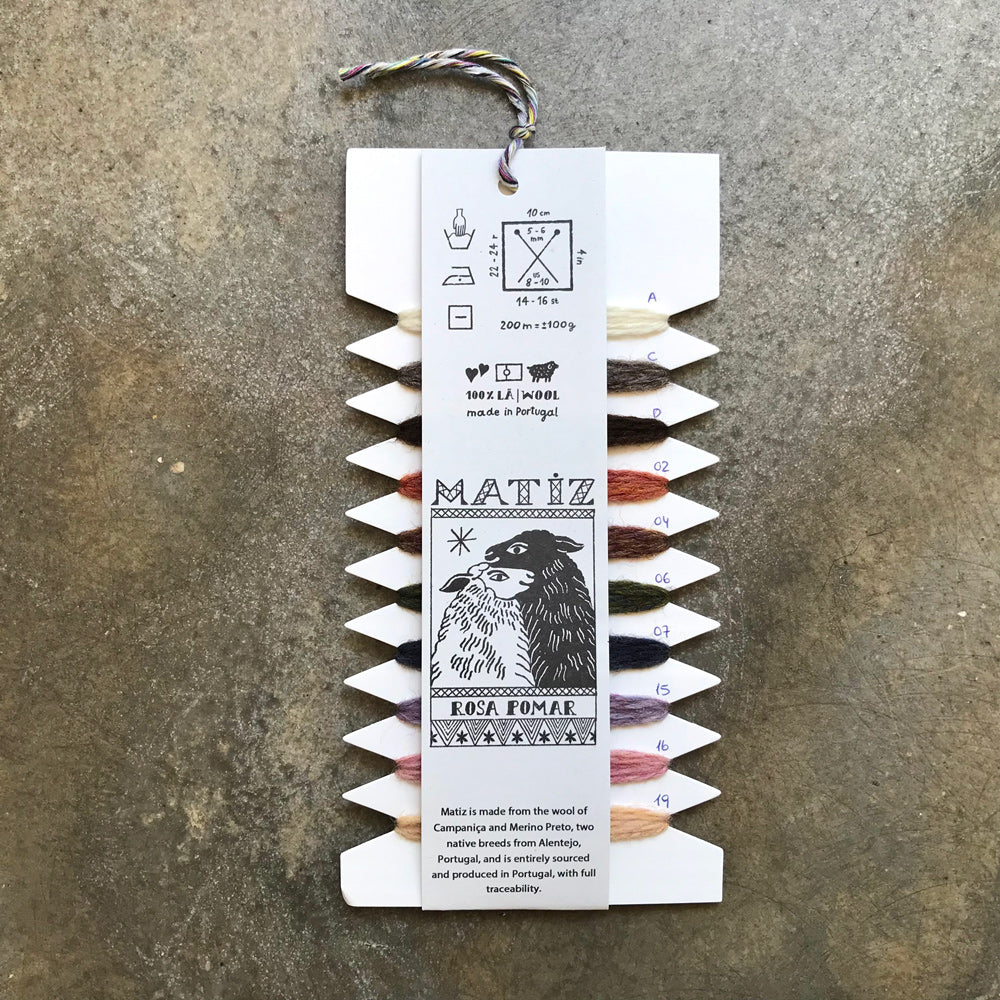 10 cm
5 - 6
mm
22 - 24 r
4 in
US
8 - 10
14 - 16 st
200 m = ±100g
100% LÃ | WOOL
made in Portugal
MATIZ
ROSA POMAR
Matiz is made from the wool of
Campaniça and Merino Preto, two
native breeds from Alentejo,
Portugal, and is entirely sourced
and produced in Portugal, with full
traceability.
A
C
D
02
04
06
07
15
16
19